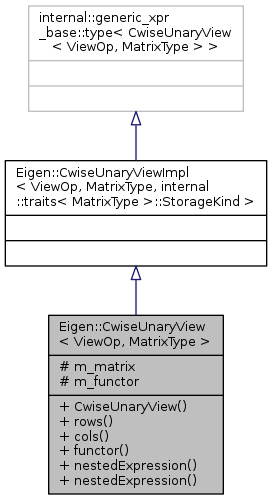 internal::generic_xpr
_base::type< CwiseUnaryView
< ViewOp, MatrixType > >
Eigen::CwiseUnaryViewImpl
< ViewOp, MatrixType, internal
::traits< MatrixType >::StorageKind >
Eigen::CwiseUnaryView
< ViewOp, MatrixType >
# m_matrix
# m_functor
+ CwiseUnaryView()
+ rows()
+ cols()
+ functor()
+ nestedExpression()
+ nestedExpression()